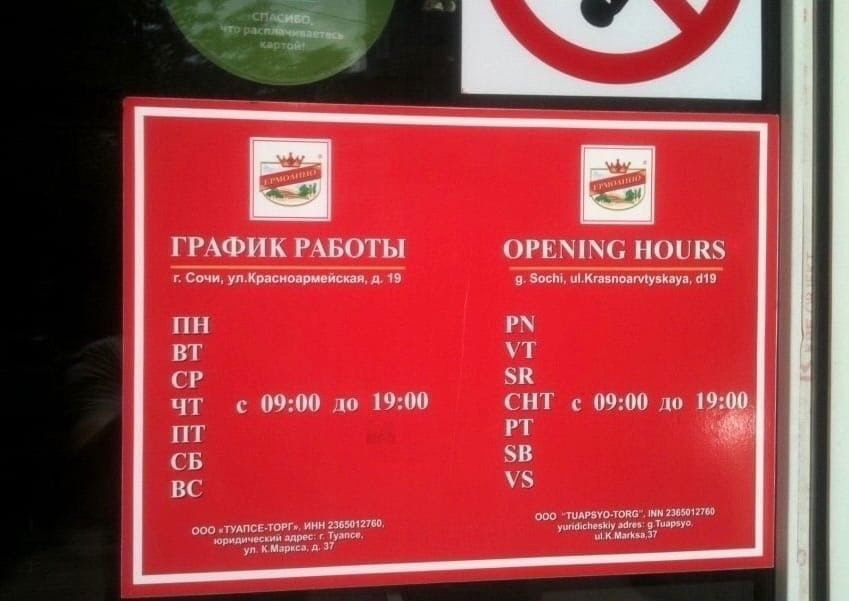 СПАСИБО,
что расплачиваетесь
картой!
ЕРМОЛИНО
ГРАФИК РАБОТЫ
г. Сочи, ул.Красноармейская, д. 19
ПН
ВТ
СР
ЧТ с 09:00 до 19:00
ПТ
СБ
ВС
ООО «ТУАПСЕ-ТОРГ», ИНН 2365012760,
юридический адрес: г. Туапсе,
ул. К.Маркса, д. 37
ЕРМОЛИНО
OPENING HOURS
g. Sochi, ul.Krasnoarvtyskaya, d19
PN
VT
SR
CHT с 09:00 до 19:00
PT
SB
VS
OOO "TUAPSYO-TORG", INN 2365012760
yuridicheskiy adres: g.Tuapsyo,
ul.K.Marksa,37